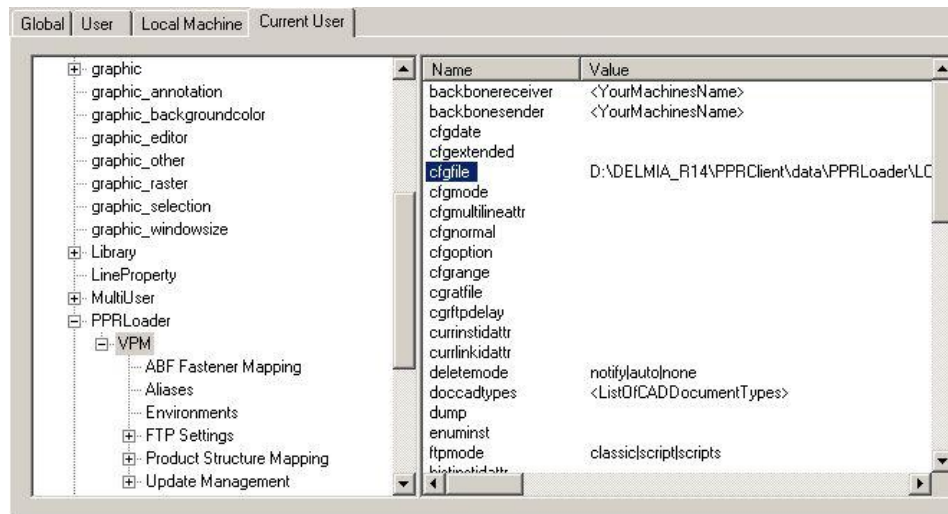 Global User Local Machine Current User
graphic
graphic_annotation
graphic_backgroundcolor
graphic_editor
graphic_other
graphic_raster
graphic_selection
graphic_windowsize
Library
LineProperty
MultiUser
PPRLoader
VPM
ABF Fastener Mapping
Aliases
Environments
FTP Settings
Product Structure Mapping
Update Management
Name Value
backbonereceiver <YourMachinesName>
backbonesender <YourMachinesName>
cfgdate
cfgextended
cfgfile D:\DELMIA_R14\PPRClient\data\PPRLoader\LC
cfgmode
cfgmultilineattr
cfgnormal
cfgoption
cfgrange
cgratfile
cgrftpdelay
currinstidattr
currlinkidattr
deletemode notify|auto|none
doccadtypes <ListOfCADDocumentTypes>
dump
enuminst
ftpmode classic|script|scripts